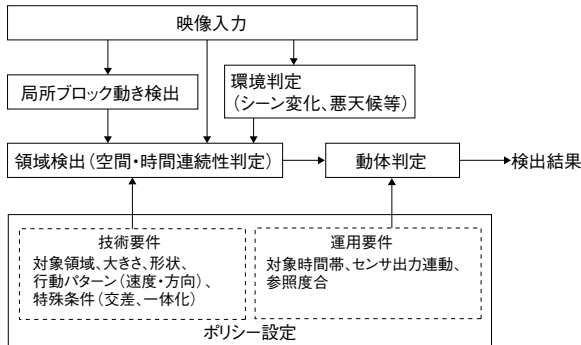 映像入力
局所ブロック動き検出
環境判定
(シーン変化、悪天候等)
領域検出(空間・時間連続性判定)
動体判定
検出結果
技術要件
対象領域、大きさ、形状、
行動パターン(速度・方向)、
特殊条件(交差、一体化)
運用要件
対象時間帯、センサ出力連動、
参照度合
ポリシー設定